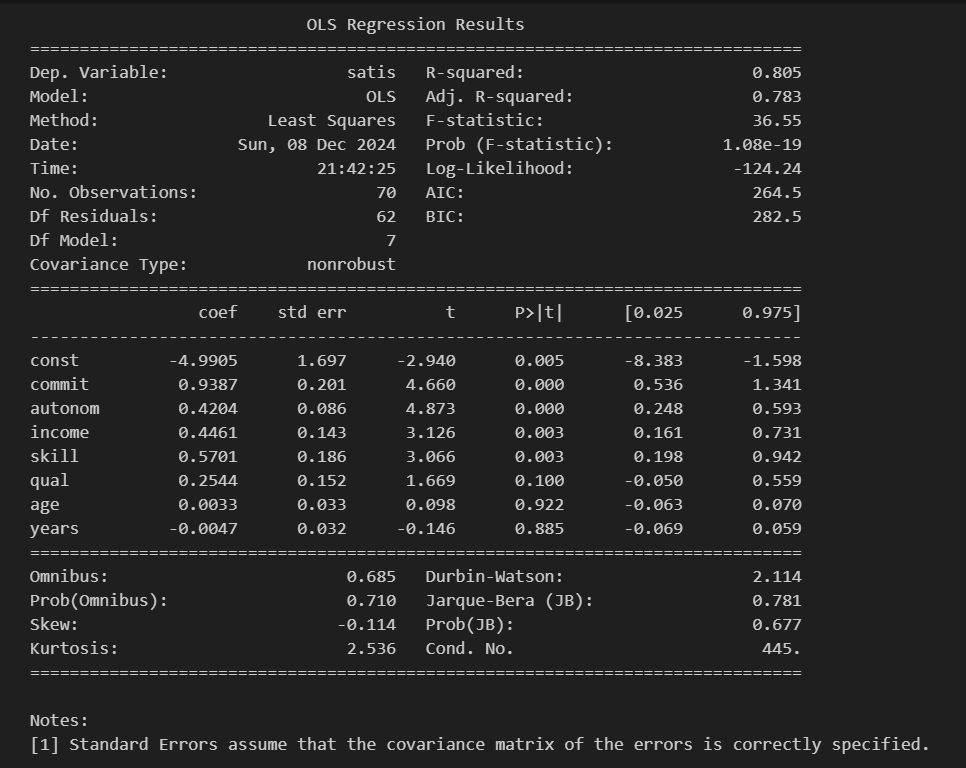 OLS Regression Results
==============================================================================
Dep. Variable:                  satis   R-squared:                       0.805
Model:                            OLS   Adj. R-squared:                  0.783
Method:                 Least Squares   F-statistic:                     36.55
Date:                Sun, 08 Dec 2024   Prob (F-statistic):           1.08e-19
Time:                        21:42:25   Log-Likelihood:                -124.24
No. Observations:                  70   AIC:                             264.5
Df Residuals:                      62   BIC:                             282.5
Df Model:                           7
Covariance Type:            nonrobust
==============================================================================
                 coef    std err          t      P>|t|      [0.025      0.975]
------------------------------------------------------------------------------
const         -4.9905      1.697     -2.940      0.005      -8.383      -1.598
commit         0.9387      0.201      4.660      0.000       0.536       1.341
autonom        0.4204      0.086      4.873      0.000       0.248       0.593
income         0.4461      0.143      3.126      0.003       0.161       0.731
skill          0.5701      0.186      3.066      0.003       0.198       0.942
qual           0.2544      0.152      1.669      0.100      -0.050       0.559
age            0.0033      0.033      0.098      0.922      -0.063       0.070
years         -0.0047      0.032     -0.146      0.885      -0.069       0.059
==============================================================================
Omnibus:                        0.685   Durbin-Watson:                   2.114
Prob(Omnibus):                  0.710   Jarque-Bera (JB):                0.781
Skew:                          -0.114   Prob(JB):                        0.677
Kurtosis:                       2.536   Cond. No.                         445.
==============================================================================

Notes:
[1] Standard Errors assume that the covariance matrix of the errors is correctly specified.